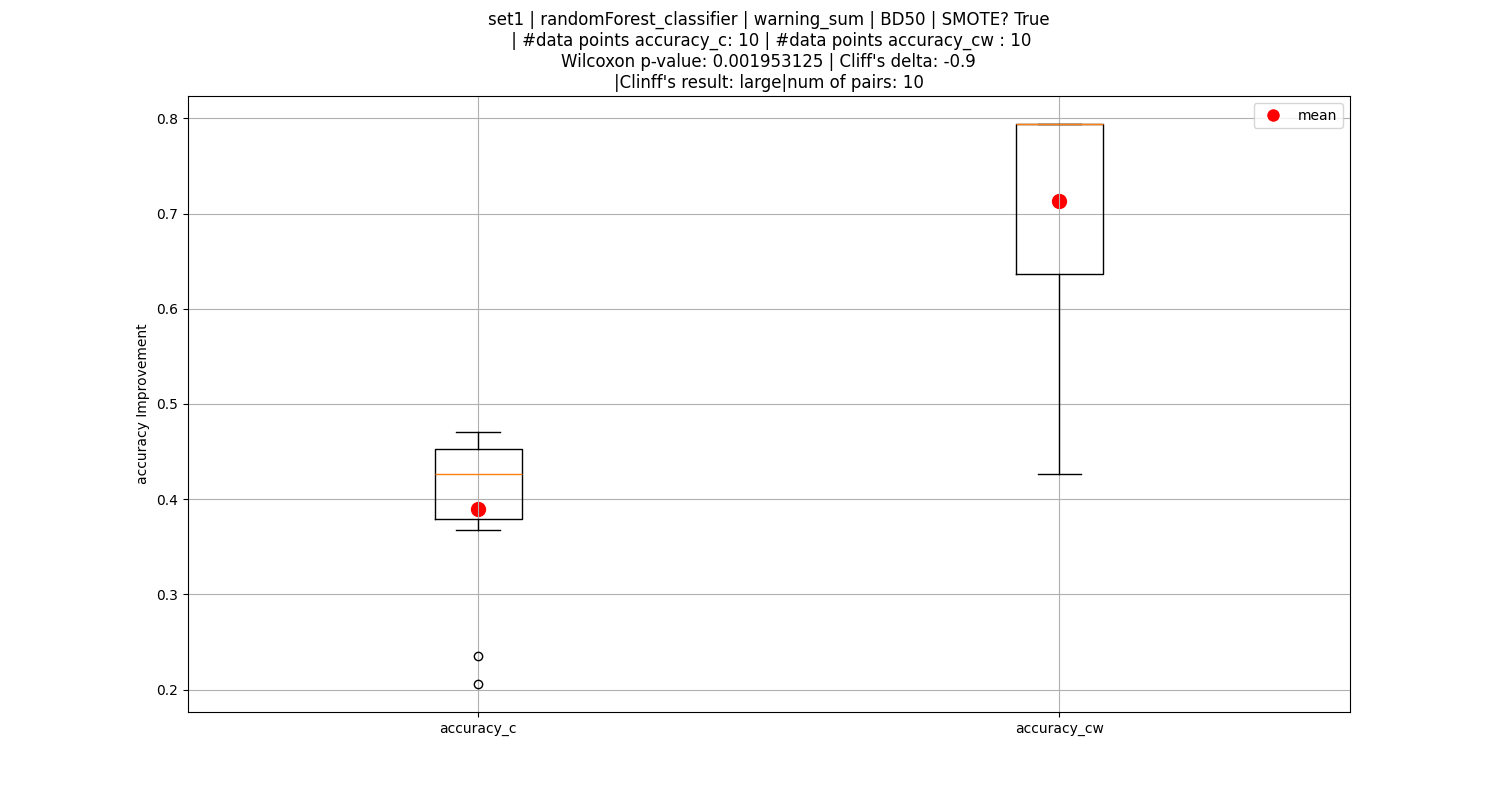 set1 | randomForest_classifier | warning_sum | BD50 | SMOTE? True
| #data points accuracy_c: 10 | #data points accuracy_cw : 10
Wilcoxon p-value: 0.001953125 | Cliff's delta: -0.9
|Clinff's result: large|num of pairs: 10
mean
accuracy Improvement
0.8
0.7
0.6
0.5
0.4
0.3
0.2
accuracy_c
accuracy_cw